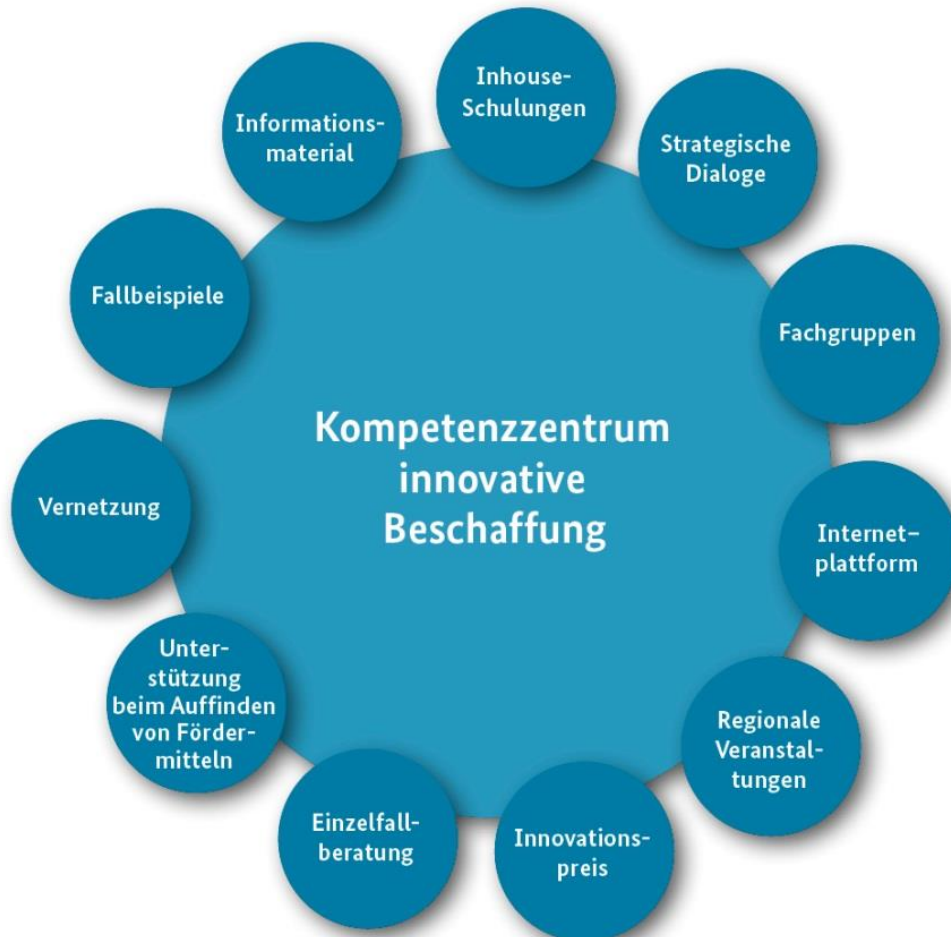 Inhouse-
Schulungen
Strategische
Dialoge
Fachgruppen
Internet-
plattform
Regionale
Veranstal-
tungen
Innovations-
preis
Einzelfall-
beratung
Unter-
stützung
beim Auffinden
von Förder-
mitteln
Vernetzung
Fallbeispiele
Informations-
material
Kompetenzzentrum
innovative
Beschaffung